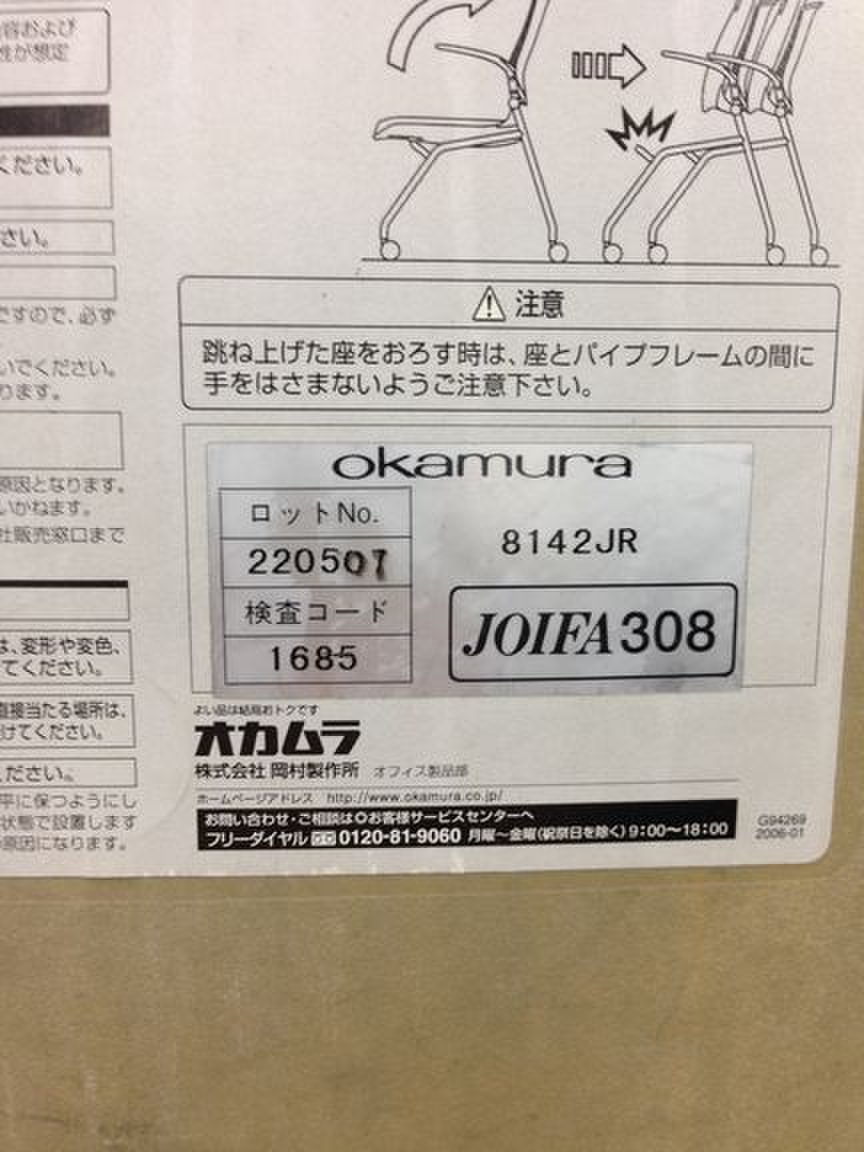 容および
性が想定
ください。
さい。
ですので、必ず
いでください。
ります。
原因となります。
いかねます。
社販売窓口まで
は、変形や変色、
てください。
直接当たる場所は、
けてください。
ださい。
平に保つようにし
状態で設置します
原因になります。
注意
跳ね上げた座をおろす時は、座とパイプフレームの間に
手をはさまないようご注意下さい。
okamura
ロットNo.
220507
8142JR
検査コード
1685
JOIFA308
よい品は結局おトクです
オカムラ
株式会社 岡村製作所 オフィス製品部
ホームページアドレス http://www.okamura.co.jp/
お問い合わせ・ご相談はお客様サービスセンターへ
フリーダイヤル 0120-81-9060 月曜～金曜(祝祭日を除く)9:00～18:00
G94269
2006-01